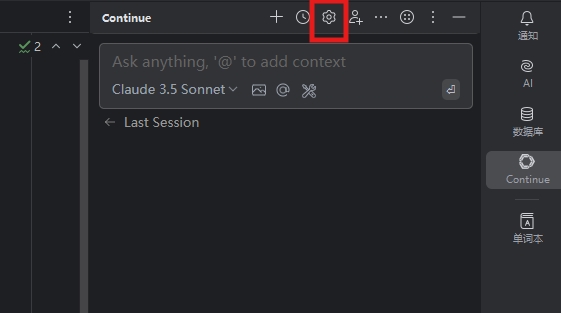 Continue
2
Ask anything, '@' to add context
Claude 3.5 Sonnet
@
Last Session
通知
AI
数据库
Continue
A
单词本